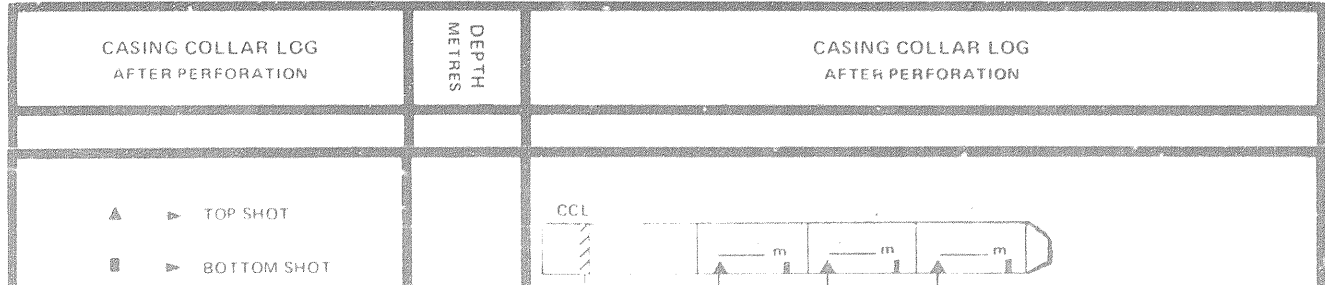 CASING COLLAR LOG
AFTER PERFORATION
DEPTH
METRES
CASING COLLAR LOG
AFTER PERFORATION
TOP SHOT
BOTTOM SHOT
CCL
m
m
m